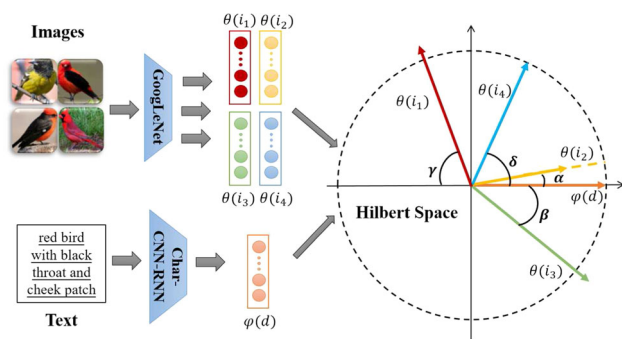 Images
GoogLeNet
θ(i₁) θ(i₂)
θ(i₃) θ(i₄)
red bird
with black
throat and
cheek patch
Text
Char-
CNN-RNN
φ(d)
θ(i₁)
θ(i₄)
θ(i₂)
γ
δ
α
φ(d)
β
Hilbert Space
θ(i₃)